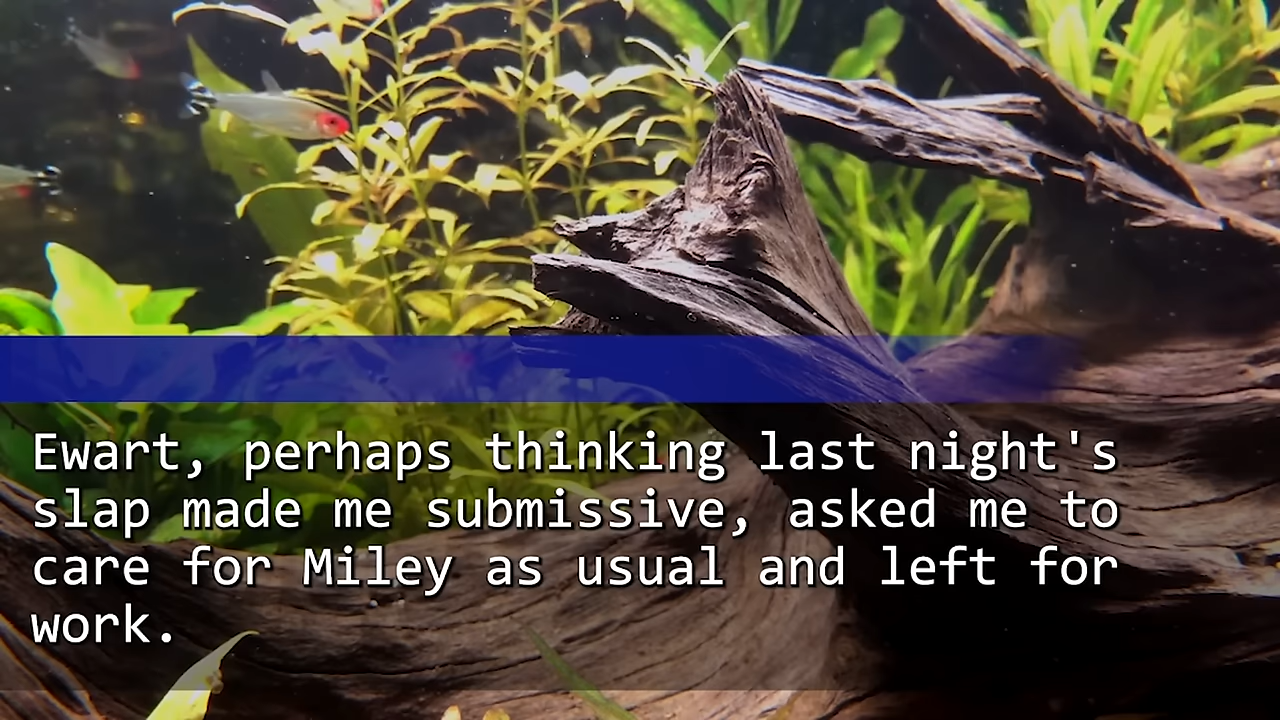 Ewart, perhaps thinking last night's
slap made me submissive, asked me to
care for Miley as usual and left for
work.